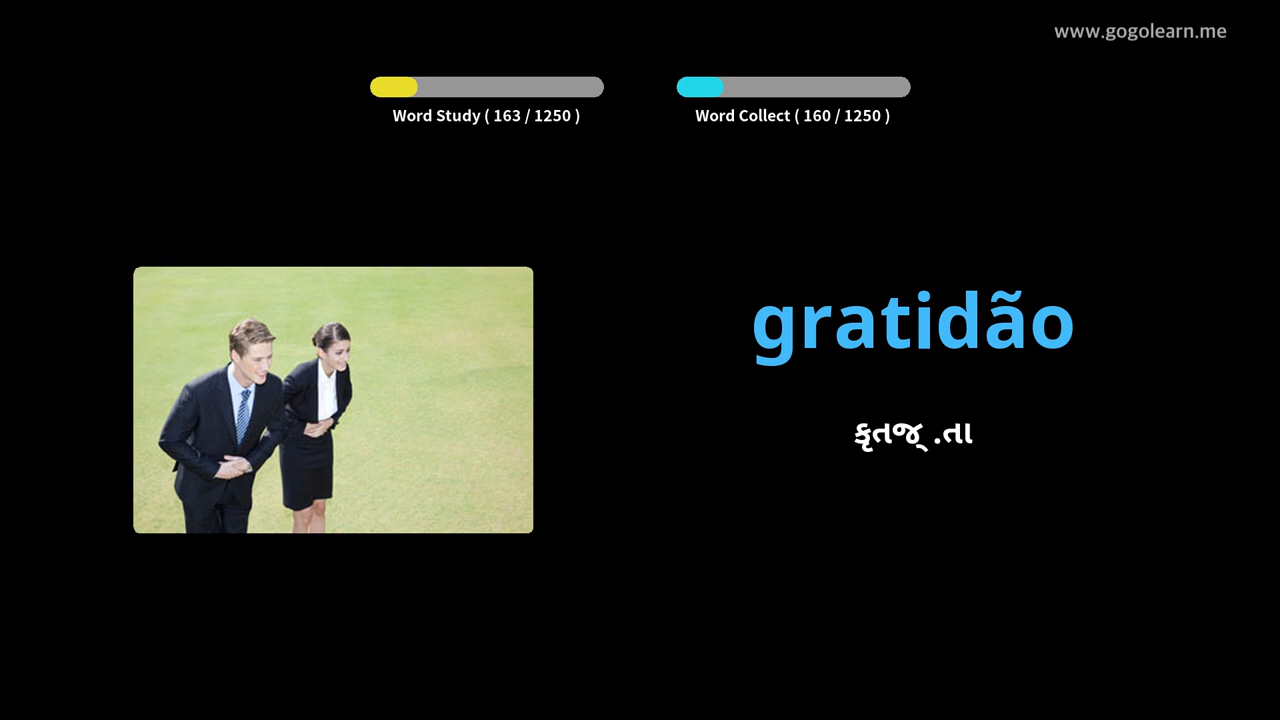 www.gogolearn.me
Word Study ( 163 / 1250 )
Word Collect ( 160 / 1250 )
gratidão
કૃતજ્ .તા